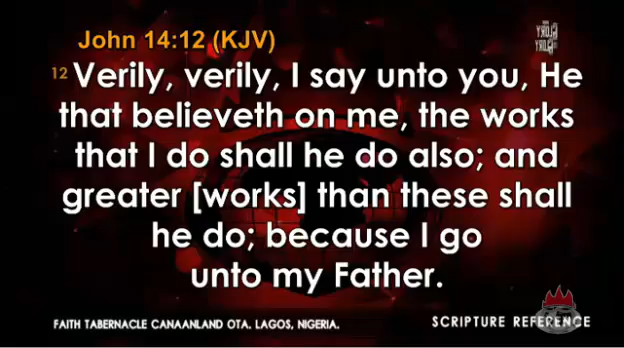 John 14:12 (KJV)
12 Verily, verily, I say unto you, He
that believeth on me, the works
that I do shall he do also; and
greater [works] than these shall
he do; because I go
unto my Father.
FAITH TABERNACLE CANAANLAND OTA. LAGOS, NIGERIA.
SCRIPTURE REFERENCE